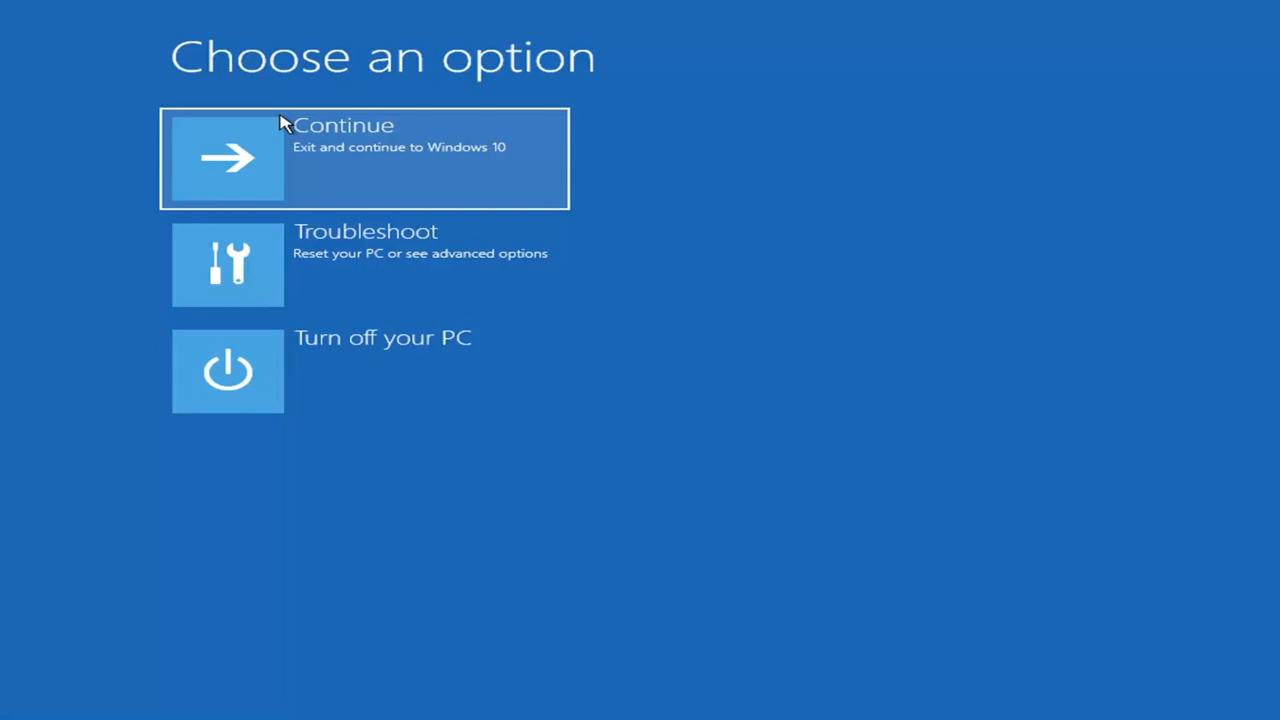 Choose an option
Continue
Exit and continue to Windows 10
Troubleshoot
Reset your PC or see advanced options
Turn off your PC